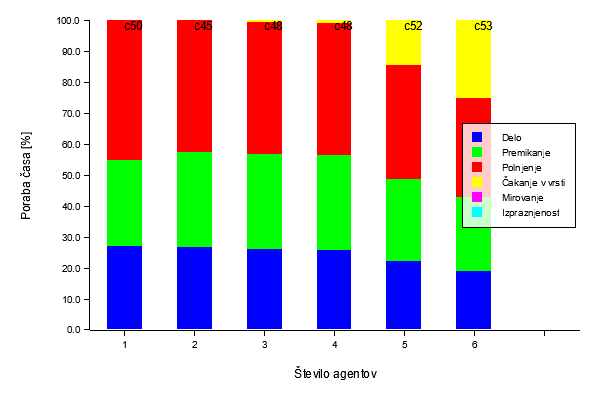 100.0
90.0
80.0
70.0
60.0
50.0
40.0
30.0
20.0
10.0
0.0
Poraba časa [%]
c50 c45 c48 c48 c52 c53
Delo
Premikanje
Polnjenje
Čakanje v vrsti
Mirovanje
Izpraznjenost
1 2 3 4 5 6
Število agentov